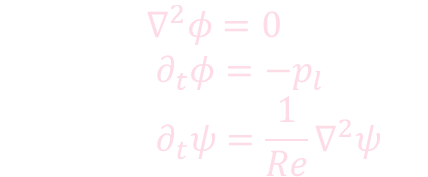 ∇²ϕ = 0
∂ₜϕ = −pₗ
∂ₜψ = 1/Re ∇²ψ